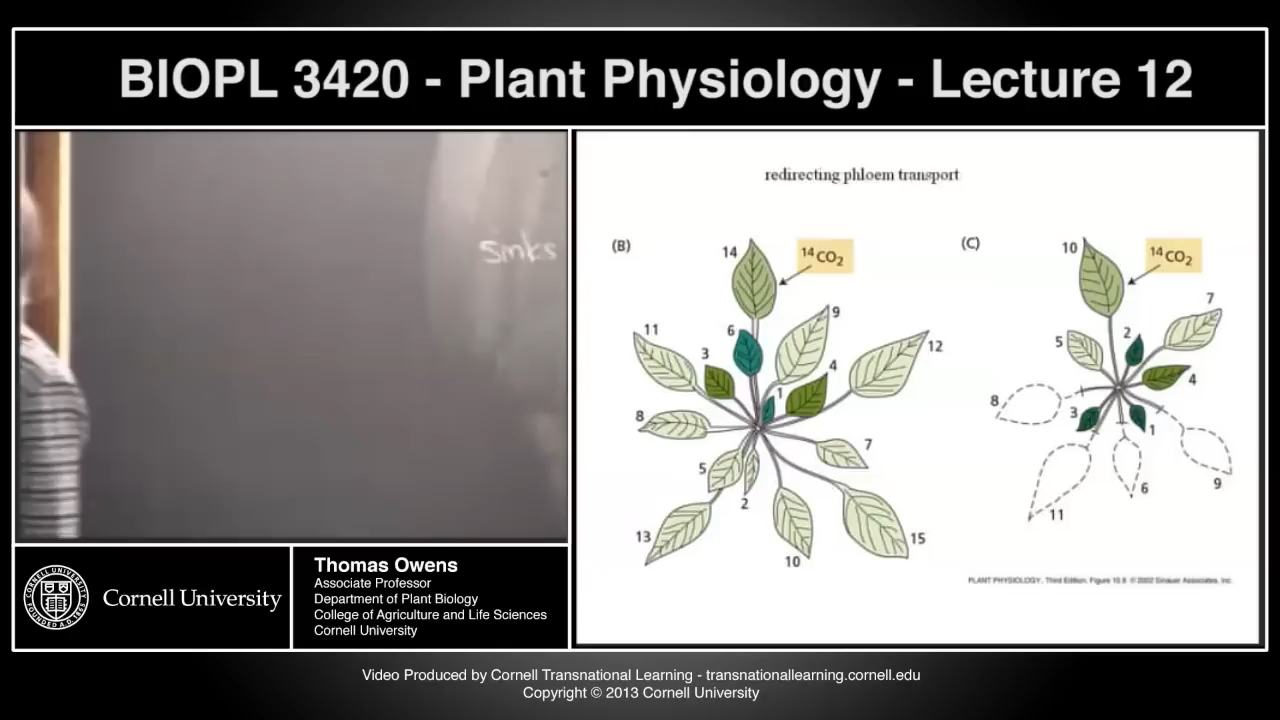 BIOPL 3420 - Plant Physiology - Lecture 12
sinks
redirecting phloem transport
(B)
14
¹⁴CO₂
6
9
11
3
4
12
1
8
7
5
2
13
10
15
(C)
10
¹⁴CO₂
7
2
5
4
8
3
1
9
6
11
PLANT PHYSIOLOGY, Third Edition, Figure 10.8 © 2002 Sinauer Associates, Inc.
Cornell University
CORNELL UNIVERSITY
FOUNDED A.D. 1865
Thomas Owens
Associate Professor
Department of Plant Biology
College of Agriculture and Life Sciences
Cornell University
Video Produced by Cornell Transnational Learning - transnationallearning.cornell.edu
Copyright © 2013 Cornell University